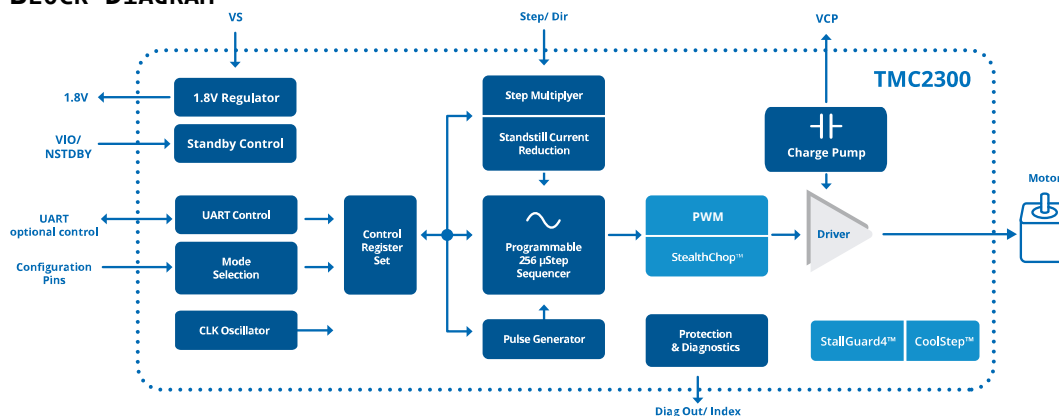 BLOCK DIAGRAM
VS
Step/ Dir
VCP
TMC2300
1.8V
1.8V Regulator
Step Multiplyer
VIO/
NSTDBY
Standby Control
Standstill Current
Reduction
Charge Pump
Motor
UART
optional control
UART Control
Control
Register
Set
Programmable
256 µStep
Sequencer
PWM
StealthChop™
Driver
Configuration
Pins
Mode
Selection
CLK Oscillator
Pulse Generator
Protection
& Diagnostics
StallGuard4™
CoolStep™
Diag Out/ Index